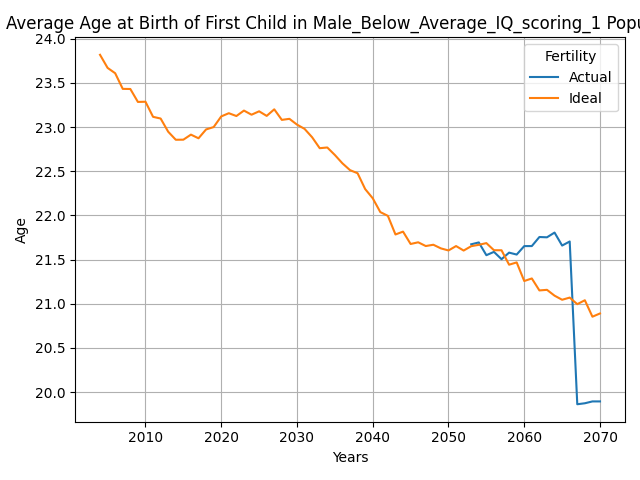 Average Age at Birth of First Child in Male_Below_Average_IQ_scoring_1 Popu
24.0
23.5
23.0
22.5
22.0
21.5
21.0
20.5
20.0
Age
Fertility
Actual
Ideal
2010 2020 2030 2040 2050 2060 2070
Years